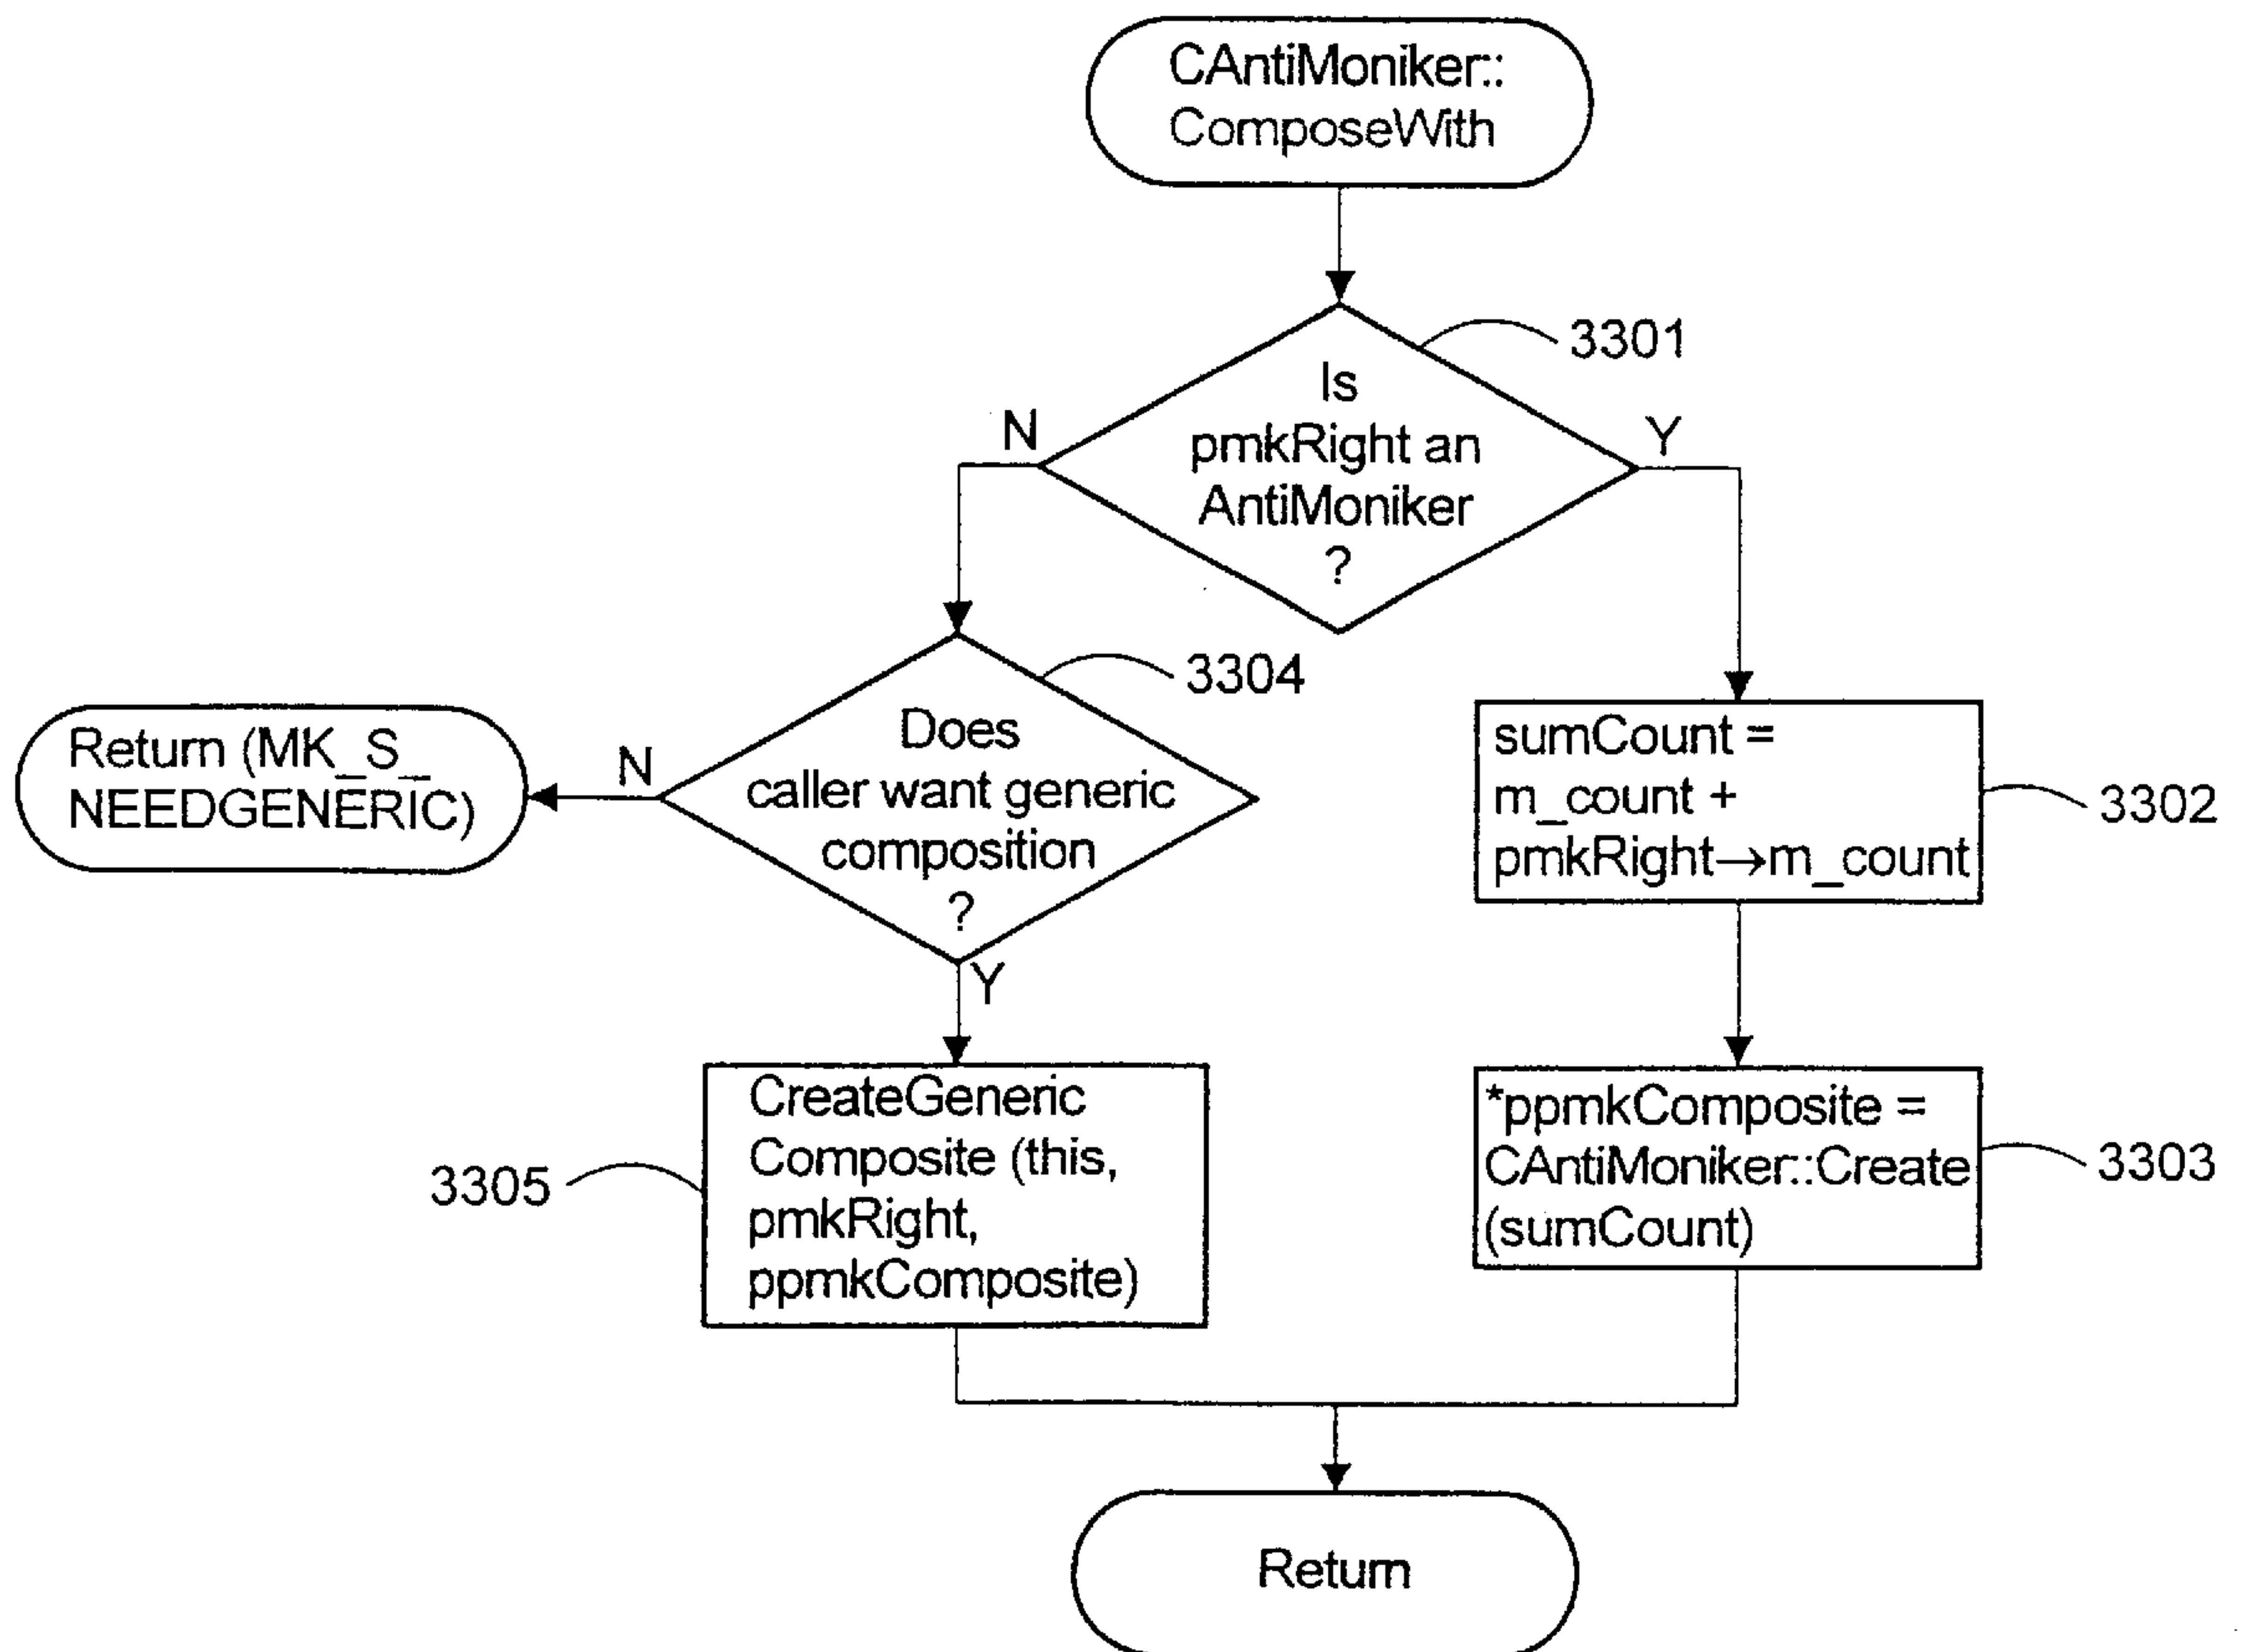 CAntiMoniker::
ComposeWith
3301
Is
pmkRight an
AntiMoniker
?
N
Y
3304
Does
caller want generic
composition
?
N
Y
Return (MK_S_
NEEDGENERIC)
sumCount =
m_count +
pmkRight→m_count
3302
CreateGeneric
Composite (this,
pmkRight,
ppmkComposite)
3305
*ppmkComposite =
CAntiMoniker::Create
(sumCount)
3303
Return